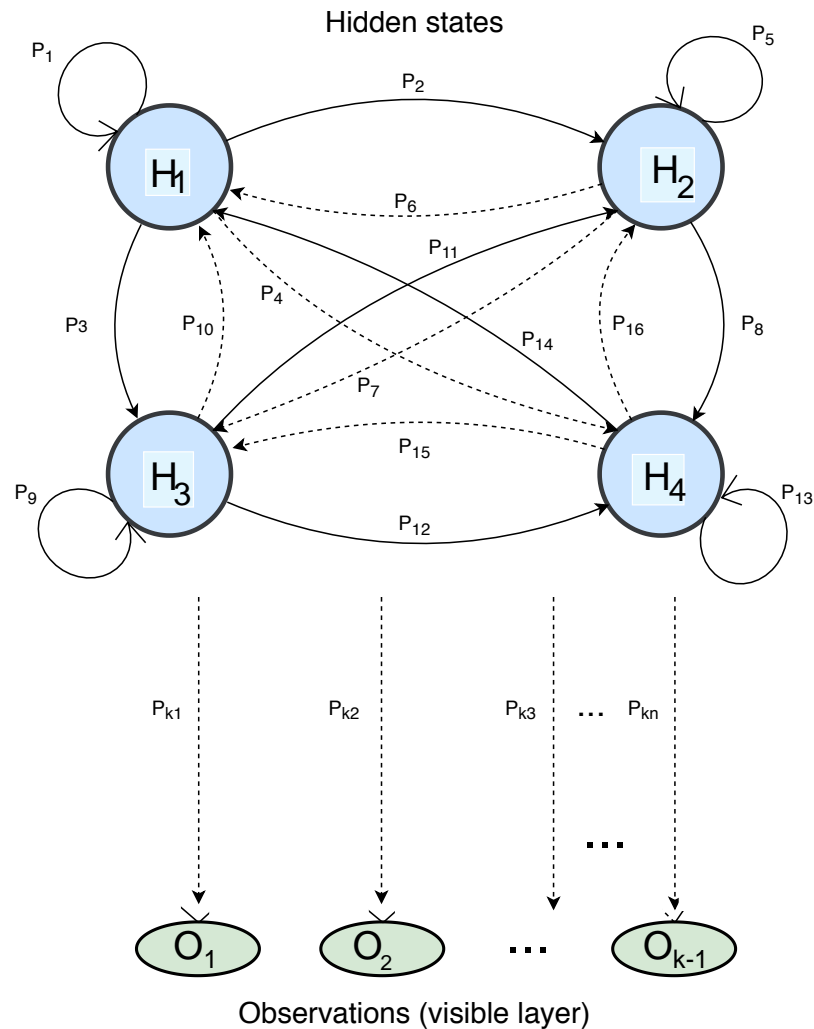 Hidden states
P1
P5
P2
H1
H2
P6
P11
P4
P3
P10
P14
P16
P8
P7
P15
H3
H4
P9
P13
P12
Pk1
Pk2
Pk3
...
Pkn
...
O1
O2
...
Ok-1
Observations (visible layer)